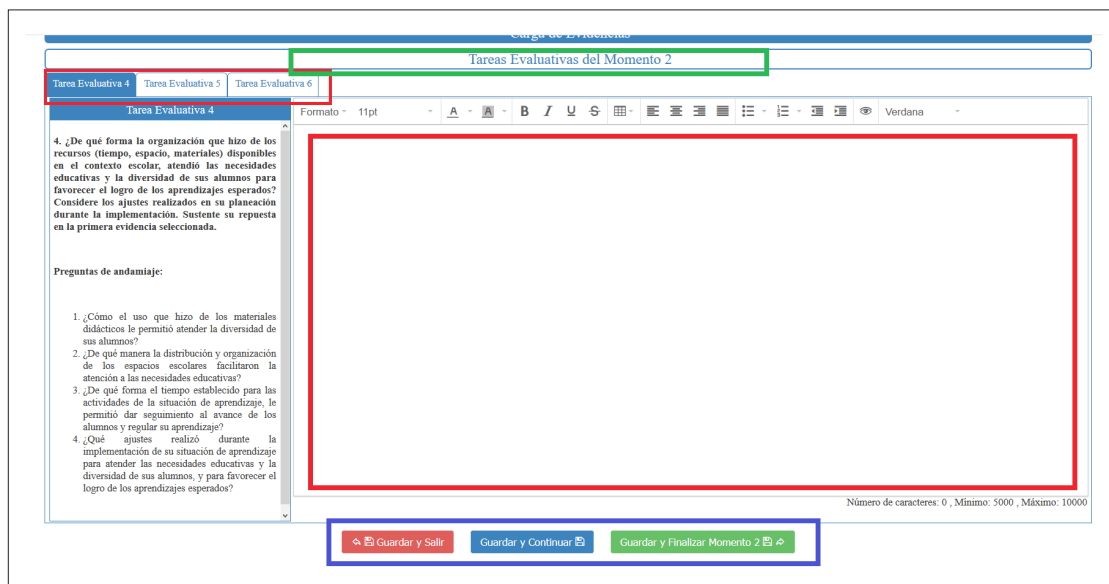 Carga de Evidencias
Tareas Evaluativas del Momento 2
Tarea Evaluativa 4 Tarea Evaluativa 5 Tarea Evaluativa 6
Tarea Evaluativa 4
Formato 11pt A A B I U S Verdana
4. ¿De qué forma la organización que hizo de los
recursos (tiempo, espacio, materiales) disponibles
en el contexto escolar, atendió las necesidades
educativas y la diversidad de sus alumnos para
favorecer el logro de los aprendizajes esperados?
Considere los ajustes realizados en su planeación
durante la implementación. Sustente su repuesta
en la primera evidencia seleccionada.
Preguntas de andamiaje:
1. ¿Cómo el uso que hizo de los materiales
didácticos le permitió atender la diversidad de
sus alumnos?
2. ¿De qué manera la distribución y organización
de los espacios escolares facilitaron la
atención a las necesidades educativas?
3. ¿De qué forma el tiempo establecido para las
actividades de la situación de aprendizaje, le
permitió dar seguimiento al avance de los
alumnos y regular su aprendizaje?
4. ¿Qué ajustes realizó durante la
implementación de su situación de aprendizaje
para atender las necesidades educativas y la
diversidad de sus alumnos, y para favorecer el
logro de los aprendizajes esperados?
Número de caracteres: 0 , Mínimo: 5000 , Máximo: 10000
Guardar y Salir Guardar y Continuar Guardar y Finalizar Momento 2